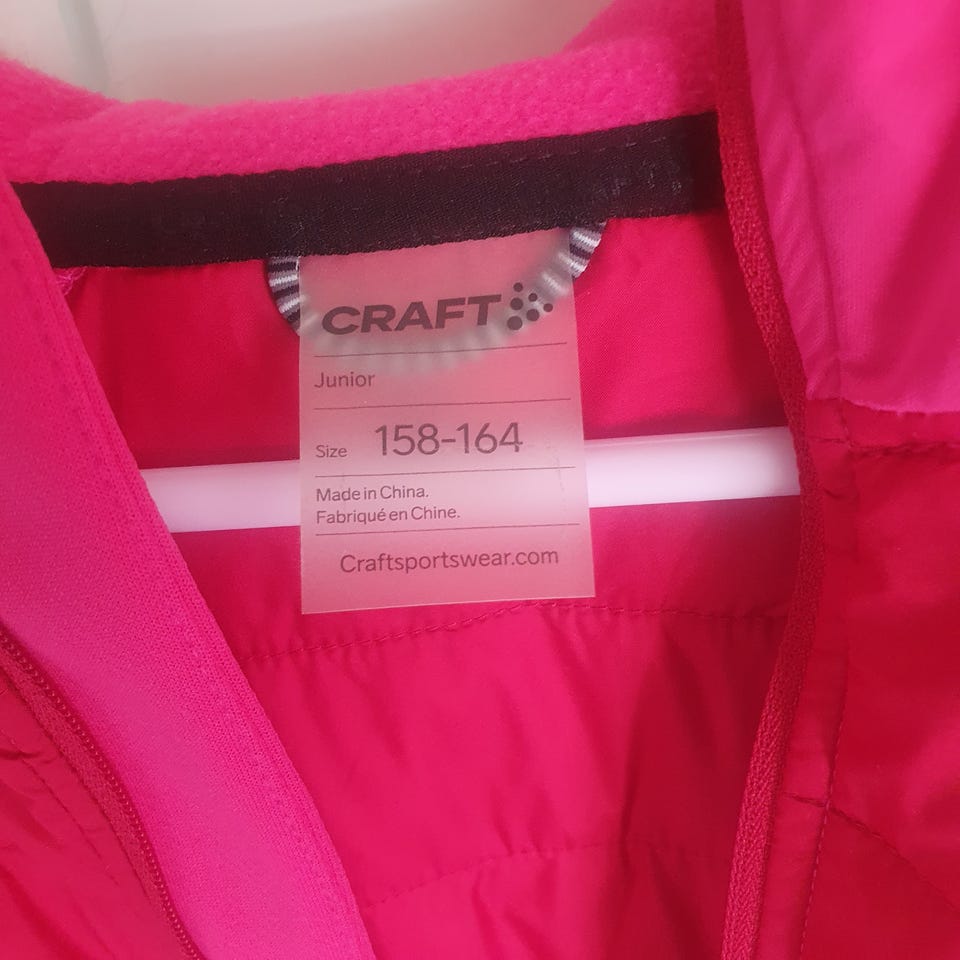 CRAFT
Junior
Size 158-164
Made in China.
Fabriqué en Chine.
Craftsportswear.com